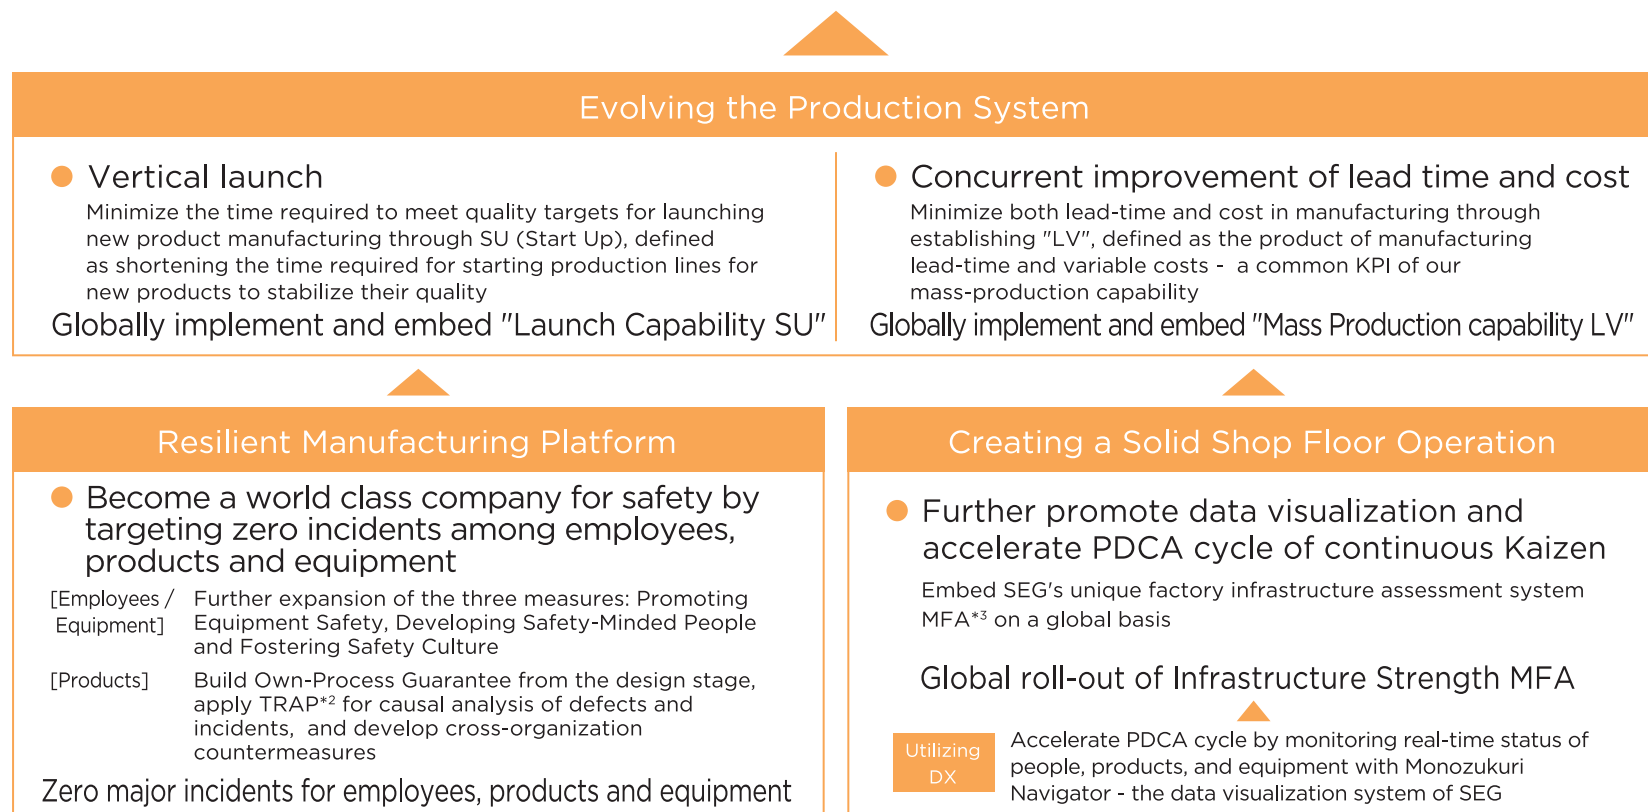 Evolving the Production System
● Vertical launch
Minimize the time required to meet quality targets for launching
new product manufacturing through SU (Start Up), defined
as shortening the time required for starting production lines for
new products to stabilize their quality
Globally implement and embed "Launch Capability SU"
● Concurrent improvement of lead time and cost
Minimize both lead-time and cost in manufacturing through
establishing "LV", defined as the product of manufacturing
lead-time and variable costs - a common KPI of our
mass-production capability
Globally implement and embed "Mass Production capability LV"
Resilient Manufacturing Platform
● Become a world class company for safety by
targeting zero incidents among employees,
products and equipment
[Employees /
Equipment]
Further expansion of the three measures: Promoting
Equipment Safety, Developing Safety-Minded People
and Fostering Safety Culture
[Products]
Build Own-Process Guarantee from the design stage,
apply TRAP*2 for causal analysis of defects and
incidents, and develop cross-organization
countermeasures
Zero major incidents for employees, products and equipment
Creating a Solid Shop Floor Operation
● Further promote data visualization and
accelerate PDCA cycle of continuous Kaizen
Embed SEG's unique factory infrastructure assessment system
MFA*3 on a global basis
Global roll-out of Infrastructure Strength MFA
Utilizing
DX
Accelerate PDCA cycle by monitoring real-time status of
people, products, and equipment with Monozukuri
Navigator - the data visualization system of SEG